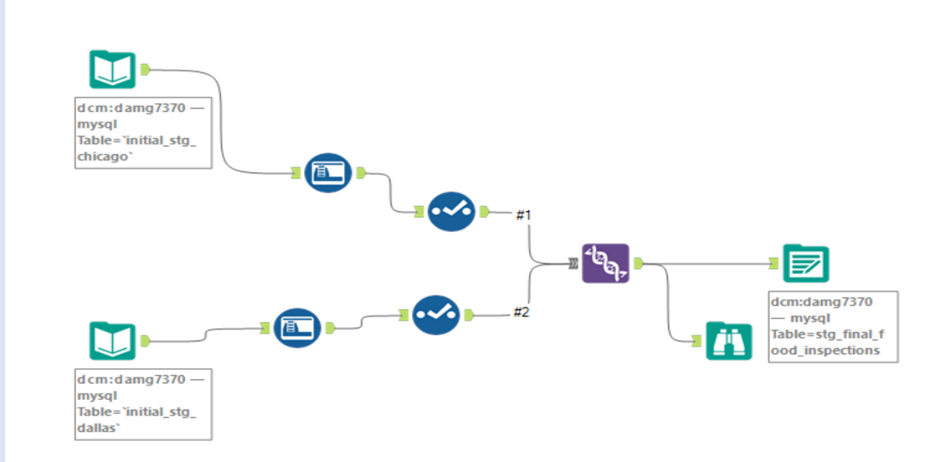 dcm:damg7370 —
mysql
Table=`initial_stg_
chicago`
#1
#2
dcm:damg7370
— mysql
Table=stg_final_f
ood_inspections
dcm:damg7370 —
mysql
Table=`initial_stg_
dallas`